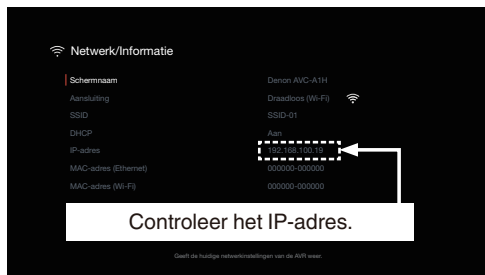 Netwerk/Informatie
Schermnaam Denon AVC-A1H
Aansluiting Draadloos (Wi-Fi)
SSID SSID-01
DHCP Aan
IP-adres 192.168.100.19
MAC-adres (Ethernet) 000000-000000
MAC-adres (Wi-Fi) 000000-000000
Controleer het IP-adres.
Geeft de huidige netwerkinstellingen van de AVR weer.